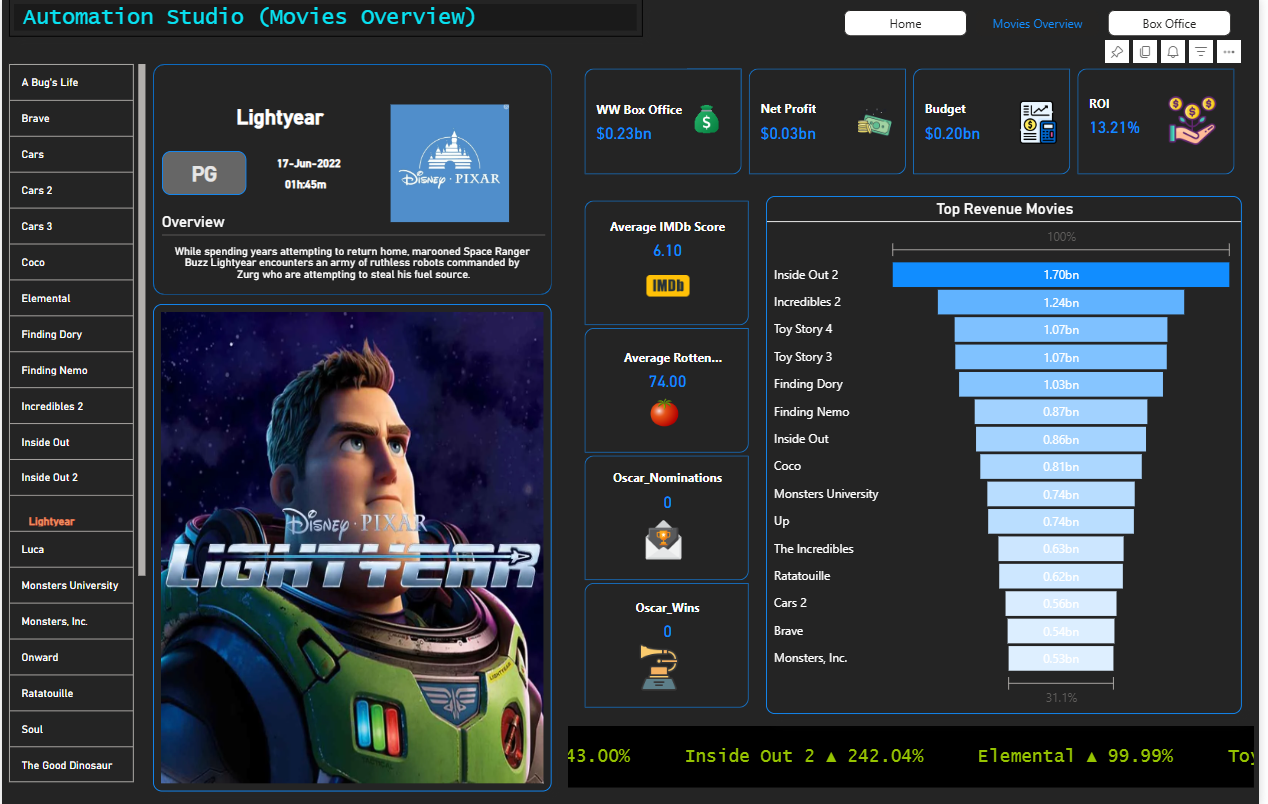 Automation Studio (Movies Overview)
Home
Movies Overview
Box Office
A Bug's Life
Brave
Cars
Cars 2
Cars 3
Coco
Elemental
Finding Dory
Finding Nemo
Incredibles 2
Inside Out
Inside Out 2
Lightyear
Luca
Monsters University
Monsters, Inc.
Onward
Ratatouille
Soul
The Good Dinosaur
Lightyear
PG
17-Jun-2022
01h:45m
DISNEY · PIXAR
Overview
While spending years attempting to return home, marooned Space Ranger
Buzz Lightyear encounters an army of ruthless robots commanded by
Zurg who are attempting to steal his fuel source.
DISNEY · PIXAR
LIGHTYEAR
LIGHTYEAR
WW Box Office
$0.23bn
Net Profit
$0.03bn
Budget
$0.20bn
ROI
13.21%
Average IMDb Score
6.10
IMDb
Average Rotten...
74.00
Oscar_Nominations
0
Oscar_Wins
0
Top Revenue Movies
100%
Inside Out 2 1.70bn
Incredibles 2 1.24bn
Toy Story 4 1.07bn
Toy Story 3 1.07bn
Finding Dory 1.03bn
Finding Nemo 0.87bn
Inside Out 0.86bn
Coco 0.81bn
Monsters University 0.74bn
Up 0.74bn
The Incredibles 0.63bn
Ratatouille 0.62bn
Cars 2 0.56bn
Brave 0.54bn
Monsters, Inc. 0.53bn
31.1%
43.00% Inside Out 2 ▲ 242.04% Elemental ▲ 99.99% Toy